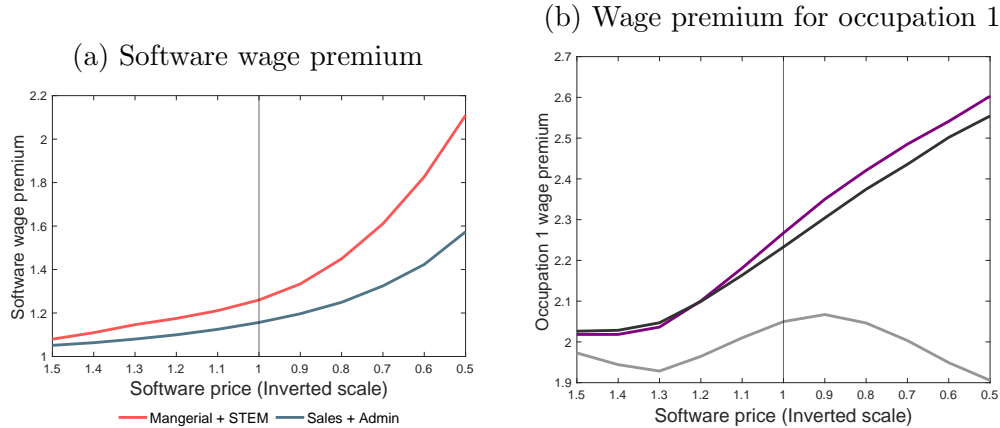 (a) Software wage premium
2.2
2
1.8
1.6
1.4
1.2
1
Software wage premium
1.5 1.4 1.3 1.2 1.1 1 0.9 0.8 0.7 0.6 0.5
Software price (Inverted scale)
Mangerial + STEM Sales + Admin
(b) Wage premium for occupation 1
2.7
2.6
2.5
2.4
2.3
2.2
2.1
2
1.9
Occupation 1 wage premium
1.5 1.4 1.3 1.2 1.1 1 0.9 0.8 0.7 0.6 0.5
Software price (Inverted scale)